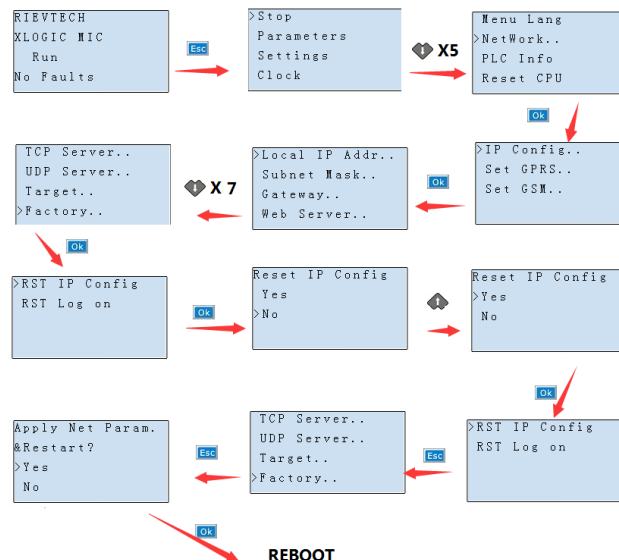 RIEVTECH
XLOGIC MIC
Run
No Faults
Esc
>Stop
Parameters
Settings
Clock
X5
Menu Lang
>NetWork..
PLC Info
Reset CPU
Ok
>IP Config..
Set GPRS..
Set GSM..
Ok
>Local IP Addr..
Subnet Mask..
Gateway..
Web Server..
X 7
TCP Server..
UDP Server..
Target..
>Factory..
Ok
>RST IP Config
RST Log on
Ok
Reset IP Config
Yes
>No
Reset IP Config
>Yes
No
Ok
>RST IP Config
RST Log on
Esc
TCP Server..
UDP Server..
Target..
>Factory..
Esc
Apply Net Param.
&Restart?
>Yes
No
Ok
REBOOT